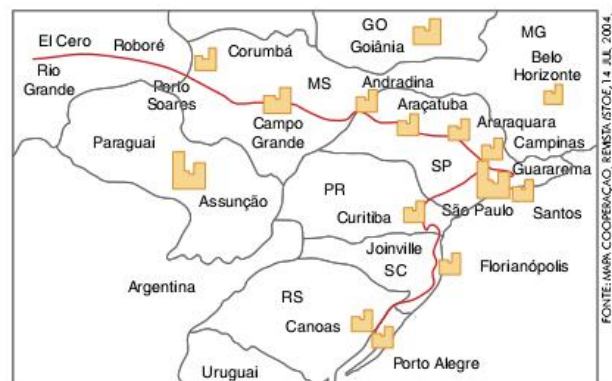 GO
Goiânia
MG
Belo
Horizonte
El Cero
Roboré
Corumbá
Rio
Grande
Porto
Soares
MS
Andradina
Araçatuba
Araraquara
Campinas
Guararema
Campo
Grande
Paraguai
Assunção
SP
São Paulo
Santos
PR
Curitiba
Joinville
SC
Florianópolis
Argentina
RS
Canoas
Porto Alegre
Uruguai
FONTE: MAPA COOPERAÇÃO, REVISTA ISTOÉ, 14 JUL. 2004.